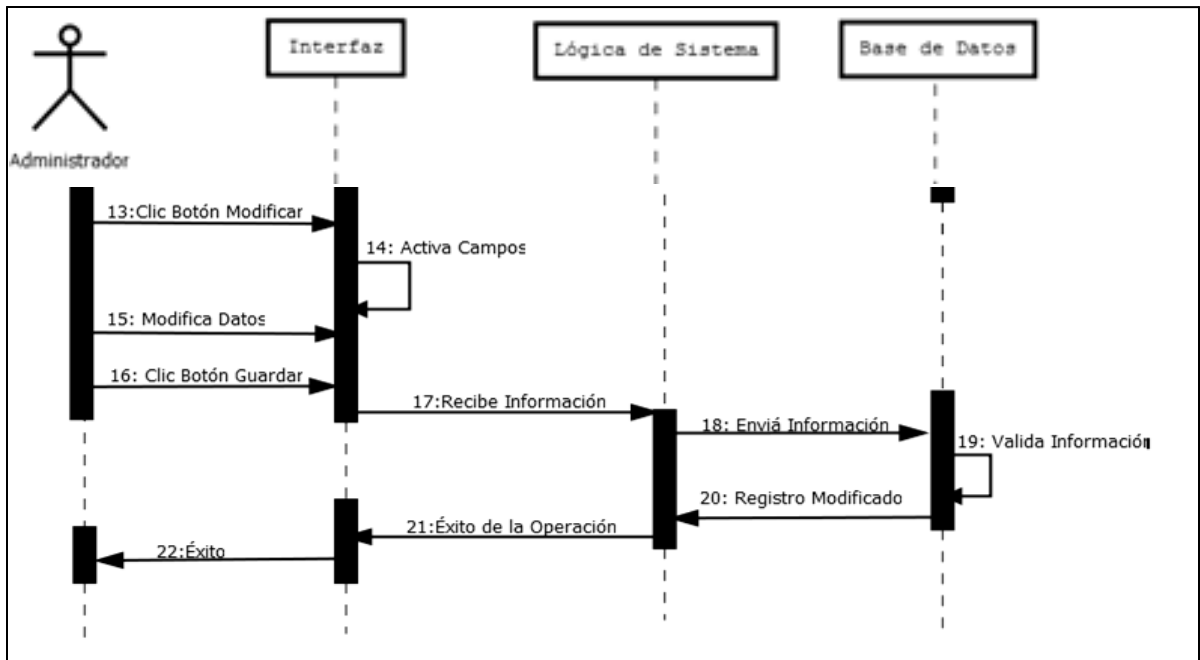 Interfaz
Lógica de Sistema
Base de Datos
Administrador
13:Clic Botón Modificar
14: Activa Campos
15: Modifica Datos
16: Clic Botón Guardar
17:Recibe Información
18: Enviá Información
19: Valida Información
20: Registro Modificado
21:Éxito de la Operación
22:Éxito